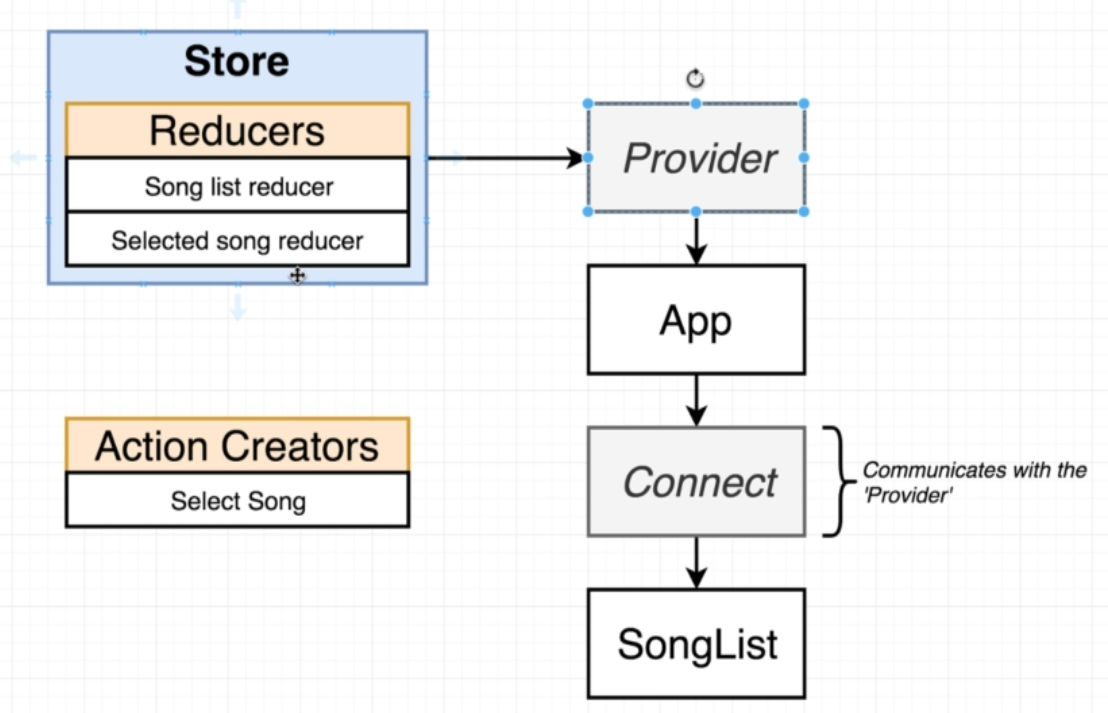 Store
Reducers
Song list reducer
Selected song reducer
Action Creators
Select Song
Provider
App
Connect
Communicates with the
'Provider'
SongList